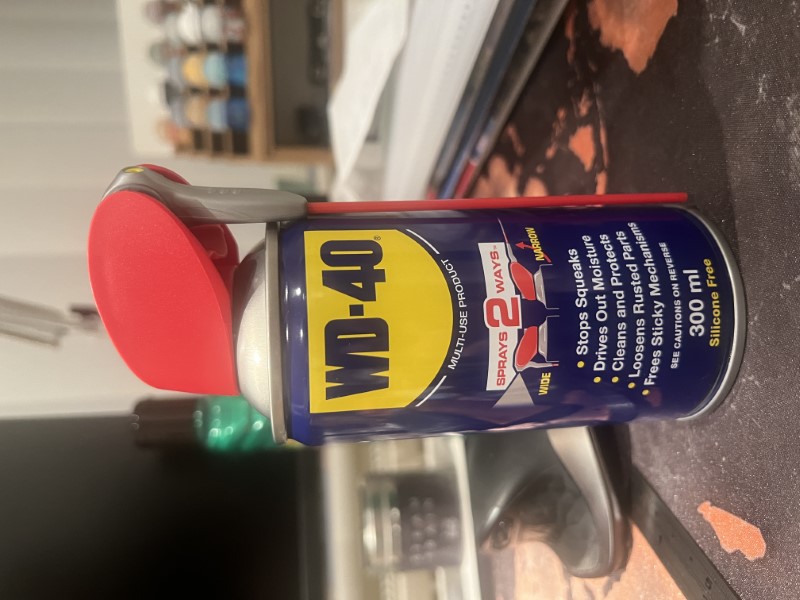 WD-40®
MULTI-USE PRODUCT
SPRAYS 2 WAYS™
WIDE
NARROW
• Stops Squeaks
• Drives Out Moisture
• Cleans and Protects
• Loosens Rusted Parts
• Frees Sticky Mechanisms
SEE CAUTIONS ON REVERSE
300 ml
Silicone Free